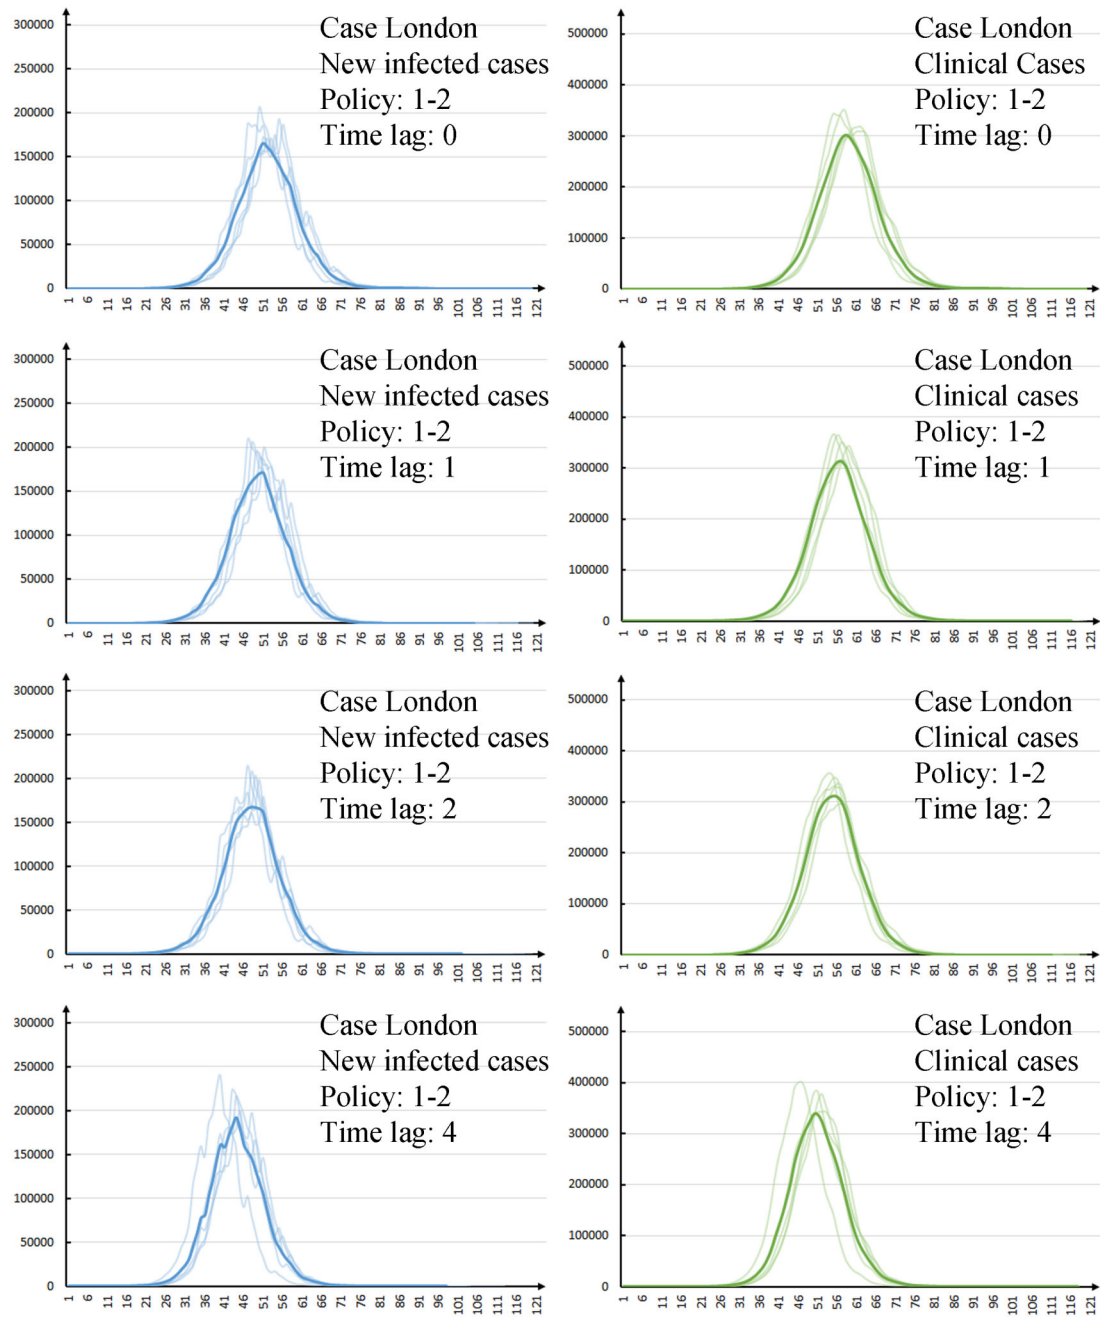 Case London
New infected cases
Policy: 1-2
Time lag: 0
300000
250000
200000
150000
100000
50000
0
1 6 11 16 21 26 31 36 41 46 51 56 61 66 71 76 81 86 91 96 101 106 111 116 121
Case London
Clinical Cases
Policy: 1-2
Time lag: 0
500000
400000
300000
200000
100000
0
1 6 11 16 21 26 31 36 41 46 51 56 61 66 71 76 81 86 91 96 101 106 111 116 121
Case London
New infected cases
Policy: 1-2
Time lag: 1
300000
250000
200000
150000
100000
50000
0
1 6 11 16 21 26 31 36 41 46 51 56 61 66 71 76 81 86 91 96 101 106 111 116 121
Case London
Clinical cases
Policy: 1-2
Time lag: 1
500000
400000
300000
200000
100000
0
1 6 11 16 21 26 31 36 41 46 51 56 61 66 71 76 81 86 91 96 101 106 111 116 121
Case London
New infected cases
Policy: 1-2
Time lag: 2
300000
250000
200000
150000
100000
50000
0
1 6 11 16 21 26 31 36 41 46 51 56 61 66 71 76 81 86 91 96 101 106 111 116 121
Case London
Clinical cases
Policy: 1-2
Time lag: 2
500000
400000
300000
200000
100000
0
1 6 11 16 21 26 31 36 41 46 51 56 61 66 71 76 81 86 91 96 101 106 111 116 121
Case London
New infected cases
Policy: 1-2
Time lag: 4
300000
250000
200000
150000
100000
50000
0
1 6 11 16 21 26 31 36 41 46 51 56 61 66 71 76 81 86 91 96 101 106 111 116 121
Case London
Clinical cases
Policy: 1-2
Time lag: 4
500000
400000
300000
200000
100000
0
1 6 11 16 21 26 31 36 41 46 51 56 61 66 71 76 81 86 91 96 101 106 111 116 121